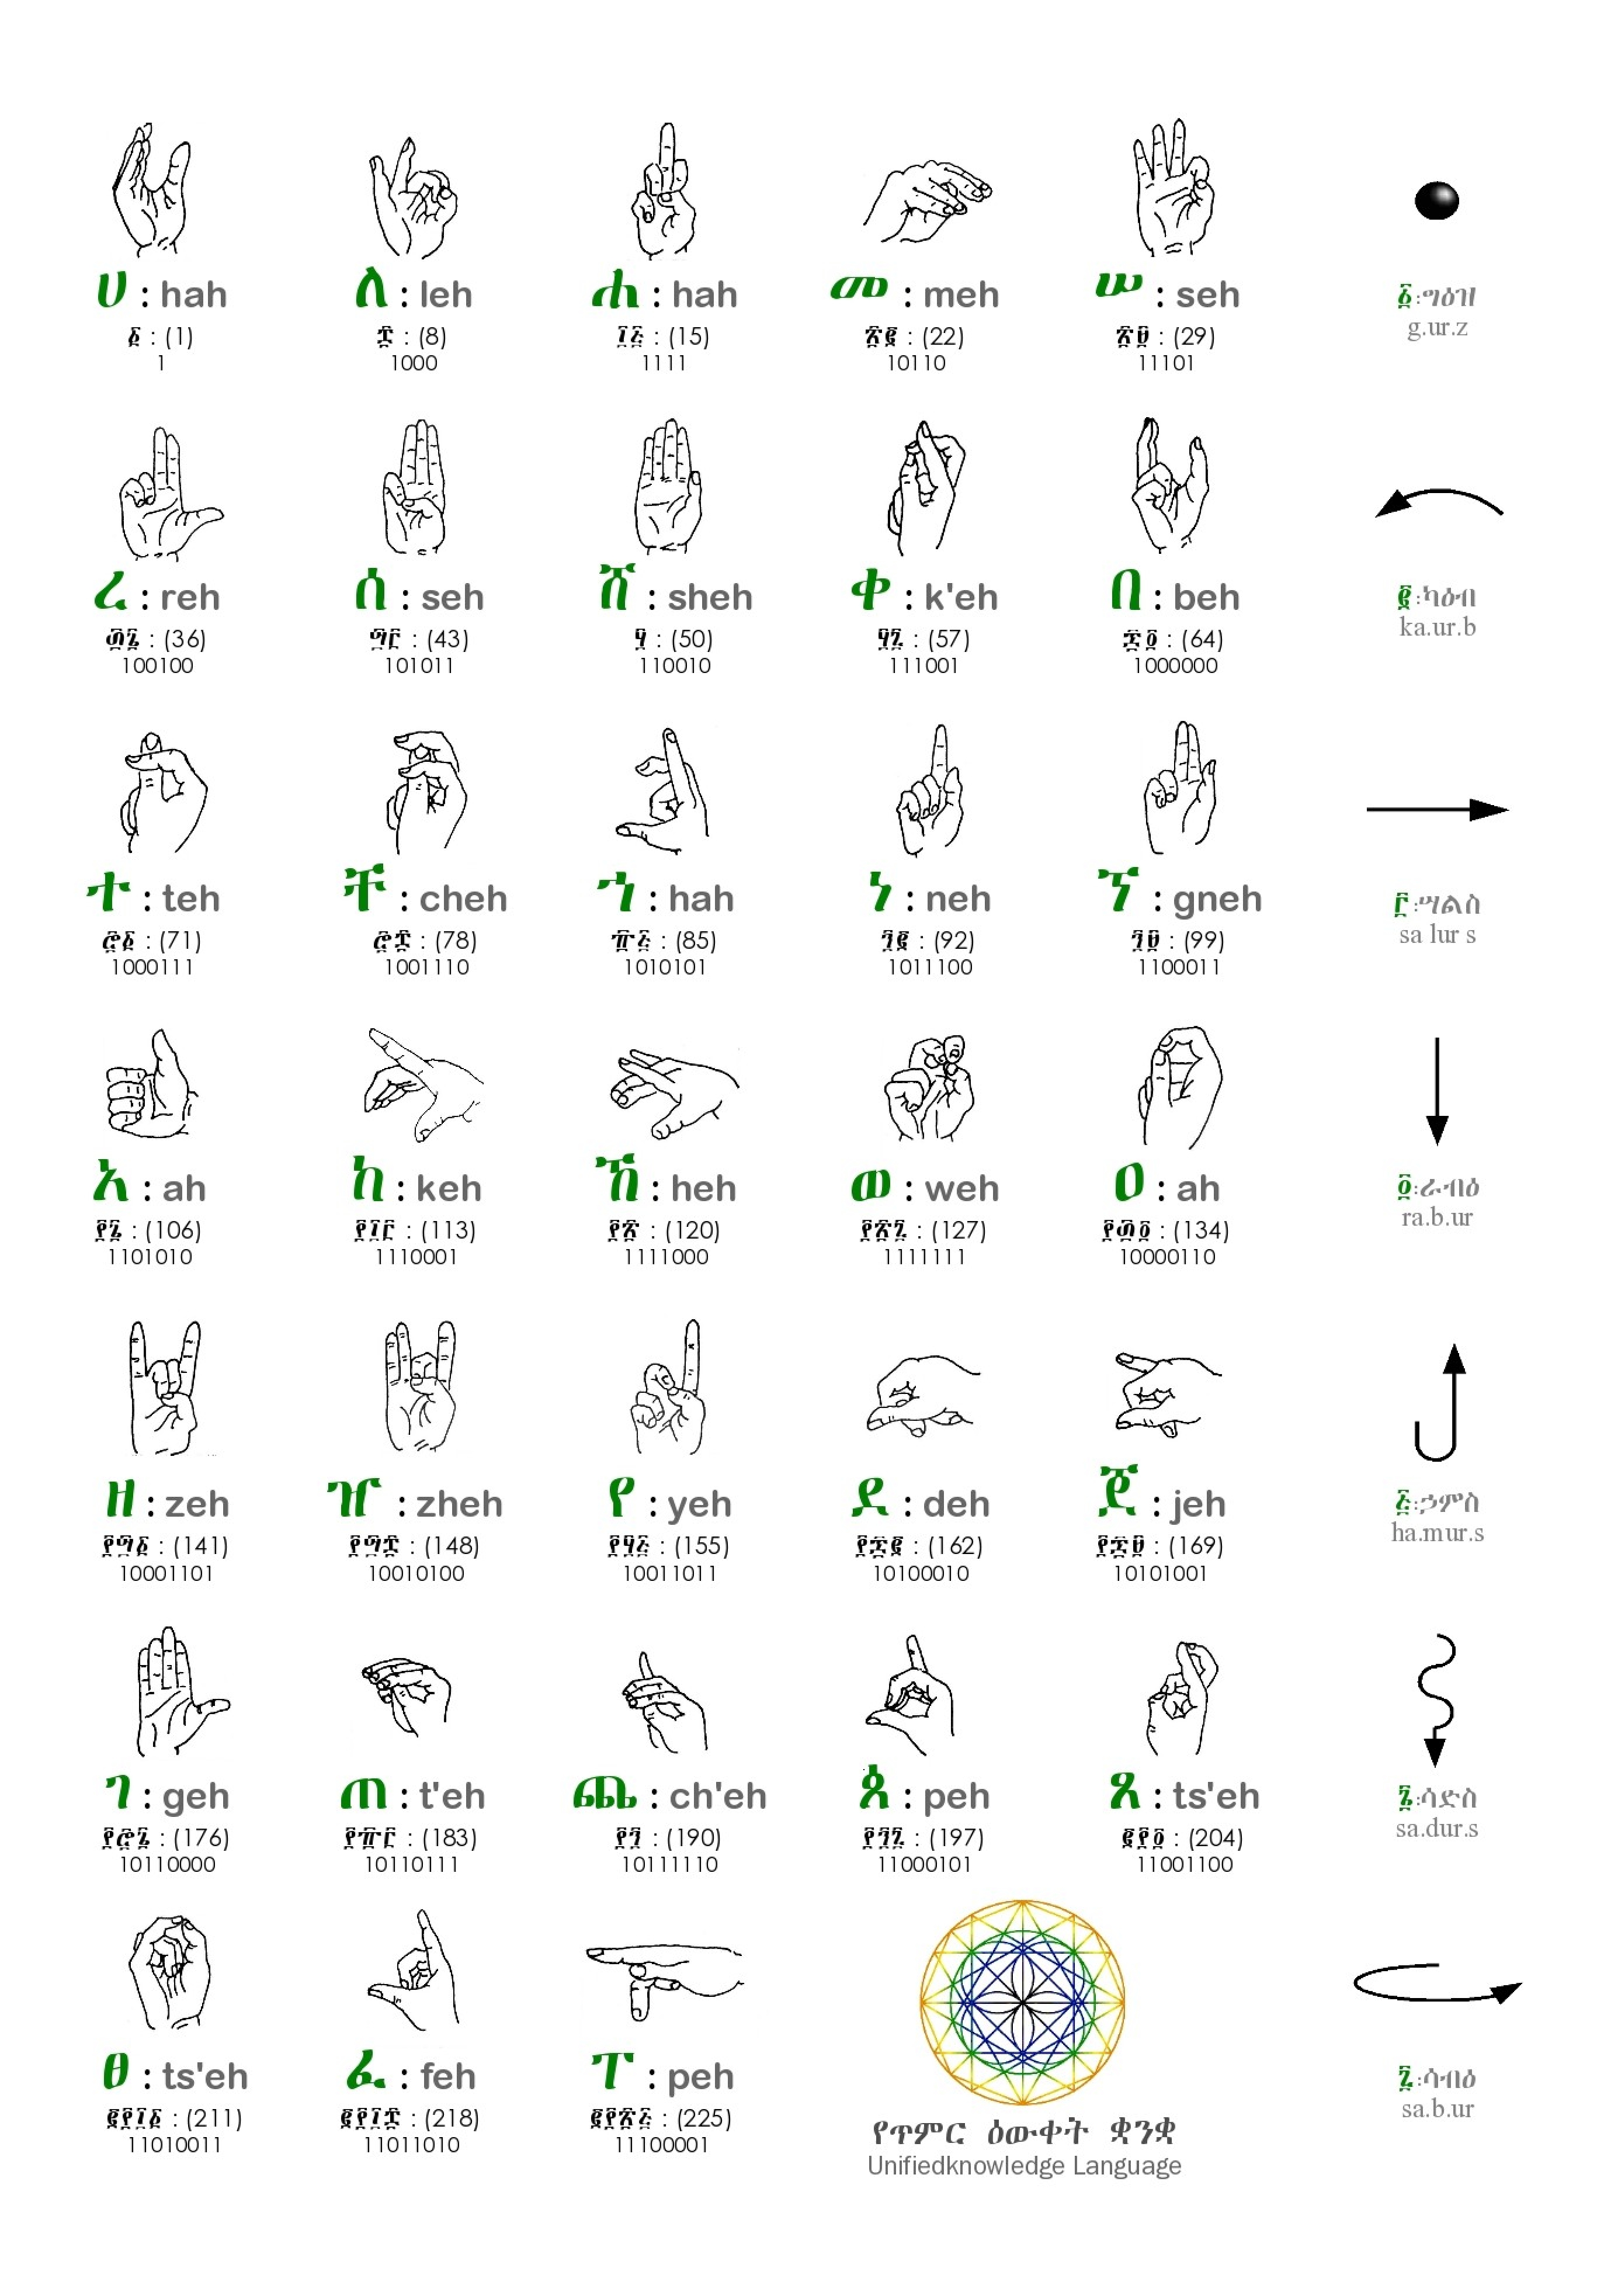 ሀ : hah ለ : leh ሐ : hah መ : meh ሠ : seh ፩፡ግዕዝ
፩ : (1) ፰ : (8) ፲፭ : (15) ፳፪ : (22) ፳፱ : (29) g.ur.z
1 1000 1111 10110 11101
ረ : reh ሰ : seh ሸ : sheh ቀ : k'eh በ : beh ፪፡ካዕብ
፴፮ : (36) ፵፫ : (43) ፶ : (50) ፶፯ : (57) ፷፬ : (64) ka.ur.b
100100 101011 110010 111001 1000000
ተ : teh ቸ : cheh ኀ : hah ነ : neh ኘ : gneh ፫፡ሣልስ
፸፩ : (71) ፸፰ : (78) ፹፭ : (85) ፺፪ : (92) ፺፱ : (99) sa lur s
1000111 1001110 1010101 1011100 1100011
አ : ah ከ : keh ኸ : heh ወ : weh ዐ : ah ፬፡ራብዕ
፻፮ : (106) ፻፲፫ : (113) ፻፳ : (120) ፻፳፯ : (127) ፻፴፬ : (134) ra.b.ur
1101010 1110001 1111000 1111111 10000110
ዘ : zeh ዠ : zheh የ : yeh ደ : deh ጀ : jeh ፭፡ኃምስ
፻፵፩ : (141) ፻፵፰ : (148) ፻፶፭ : (155) ፻፷፪ : (162) ፻፷፱ : (169) ha.mur.s
10001101 10010100 10011011 10100010 10101001
ገ : geh ጠ : t'eh ጨ : ch'eh ጰ : peh ጸ : ts'eh ፮፡ሳድስ
፻፸፮ : (176) ፻፹፫ : (183) ፻፺ : (190) ፻፺፯ : (197) ፪፻፬ : (204) sa.dur.s
10110000 10110111 10111110 11000101 11001100
ፀ : ts'eh ፈ : feh ፐ : peh ፯፡ሳብዕ
፪፻፲፩ : (211) ፪፻፲፰ : (218) ፪፻፳፭ : (225) sa.b.ur
11010011 11011010 11100001
የጥምር ዕውቀት ቋንቋ
Unifiedknowledge Language